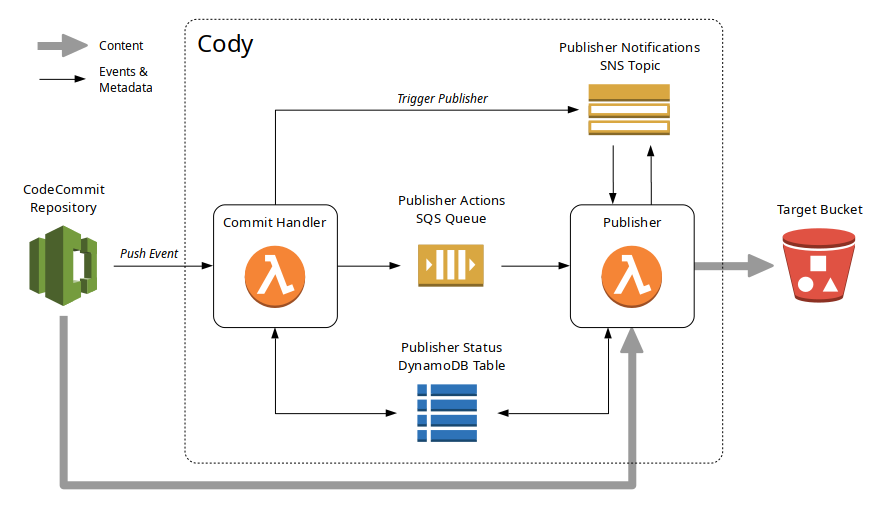 Content
Events &
Metadata
Cody
Publisher Notifications
SNS Topic
Trigger Publisher
CodeCommit
Repository
Push Event
Commit Handler
Publisher Actions
SQS Queue
Publisher
Target Bucket
Publisher Status
DynamoDB Table